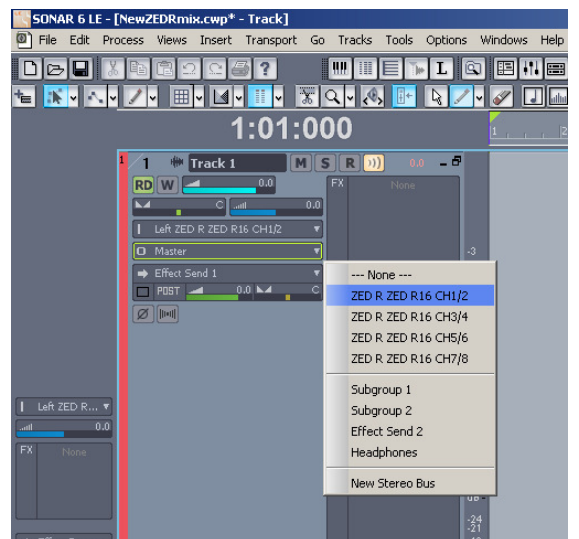 SONAR 6 LE - [NewZEDRmix.cwp* - Track]
File Edit Process Views Insert Transport Go Tracks Tools Options Windows Help
L
1:01:000
1 2
1 1 Track 1 M S R 0.0
RD W 0.0 FX None
C 0.0
Left ZED R ZED R16 CH1/2
Master -3
Effect Send 1 --- None ---
POST 0.0 C ZED R ZED R16 CH1/2
ZED R ZED R16 CH3/4
ZED R ZED R16 CH5/6
ZED R ZED R16 CH7/8
Subgroup 1
Left ZED R... Subgroup 2
0.0 Effect Send 2
FX None Headphones
New Stereo Bus
-24
-21